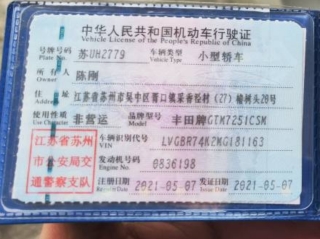 中华人民共和国机动车行驶证
Vehicle License of the People's Republic of China
号牌号码 Plate No. 苏UH2779 车辆类型 Vehicle Type 小型轿车
所有人 Owner 陈刚
住址 Address 江苏省苏州市吴中区胥口镇采香泾村(27)榆树头20号
使用性质 Use Character 非营运 品牌型号 Model 丰田牌GTM7251CSM
车辆识别代号 VIN LVGBR74K2MG181163
发动机号码 Engine No. 0836198
注册日期 2021-05-07 发证日期 2021-05-07
江苏省苏州
市公安局交
通警察支队